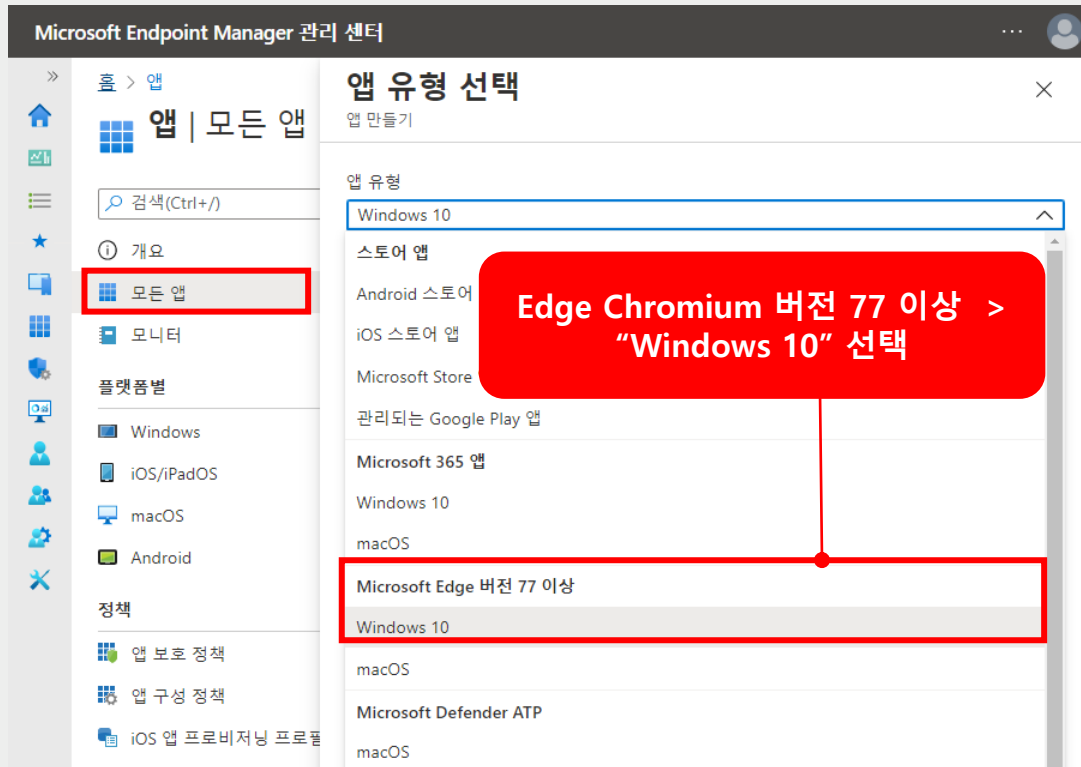 Microsoft Endpoint Manager 관리 센터
홈 > 앱
앱 | 모든 앱
검색(Ctrl+/)
개요
모든 앱
모니터
플랫폼별
Windows
iOS/iPadOS
macOS
Android
정책
앱 보호 정책
앱 구성 정책
iOS 앱 프로비저닝 프로필
앱 유형 선택
앱 만들기
앱 유형
Windows 10
스토어 앱
Android 스토어
iOS 스토어 앱
Microsoft Store
관리되는 Google Play 앱
Microsoft 365 앱
Windows 10
macOS
Microsoft Edge 버전 77 이상
Windows 10
macOS
Microsoft Defender ATP
macOS
Edge Chromium 버전 77 이상 >
“Windows 10” 선택